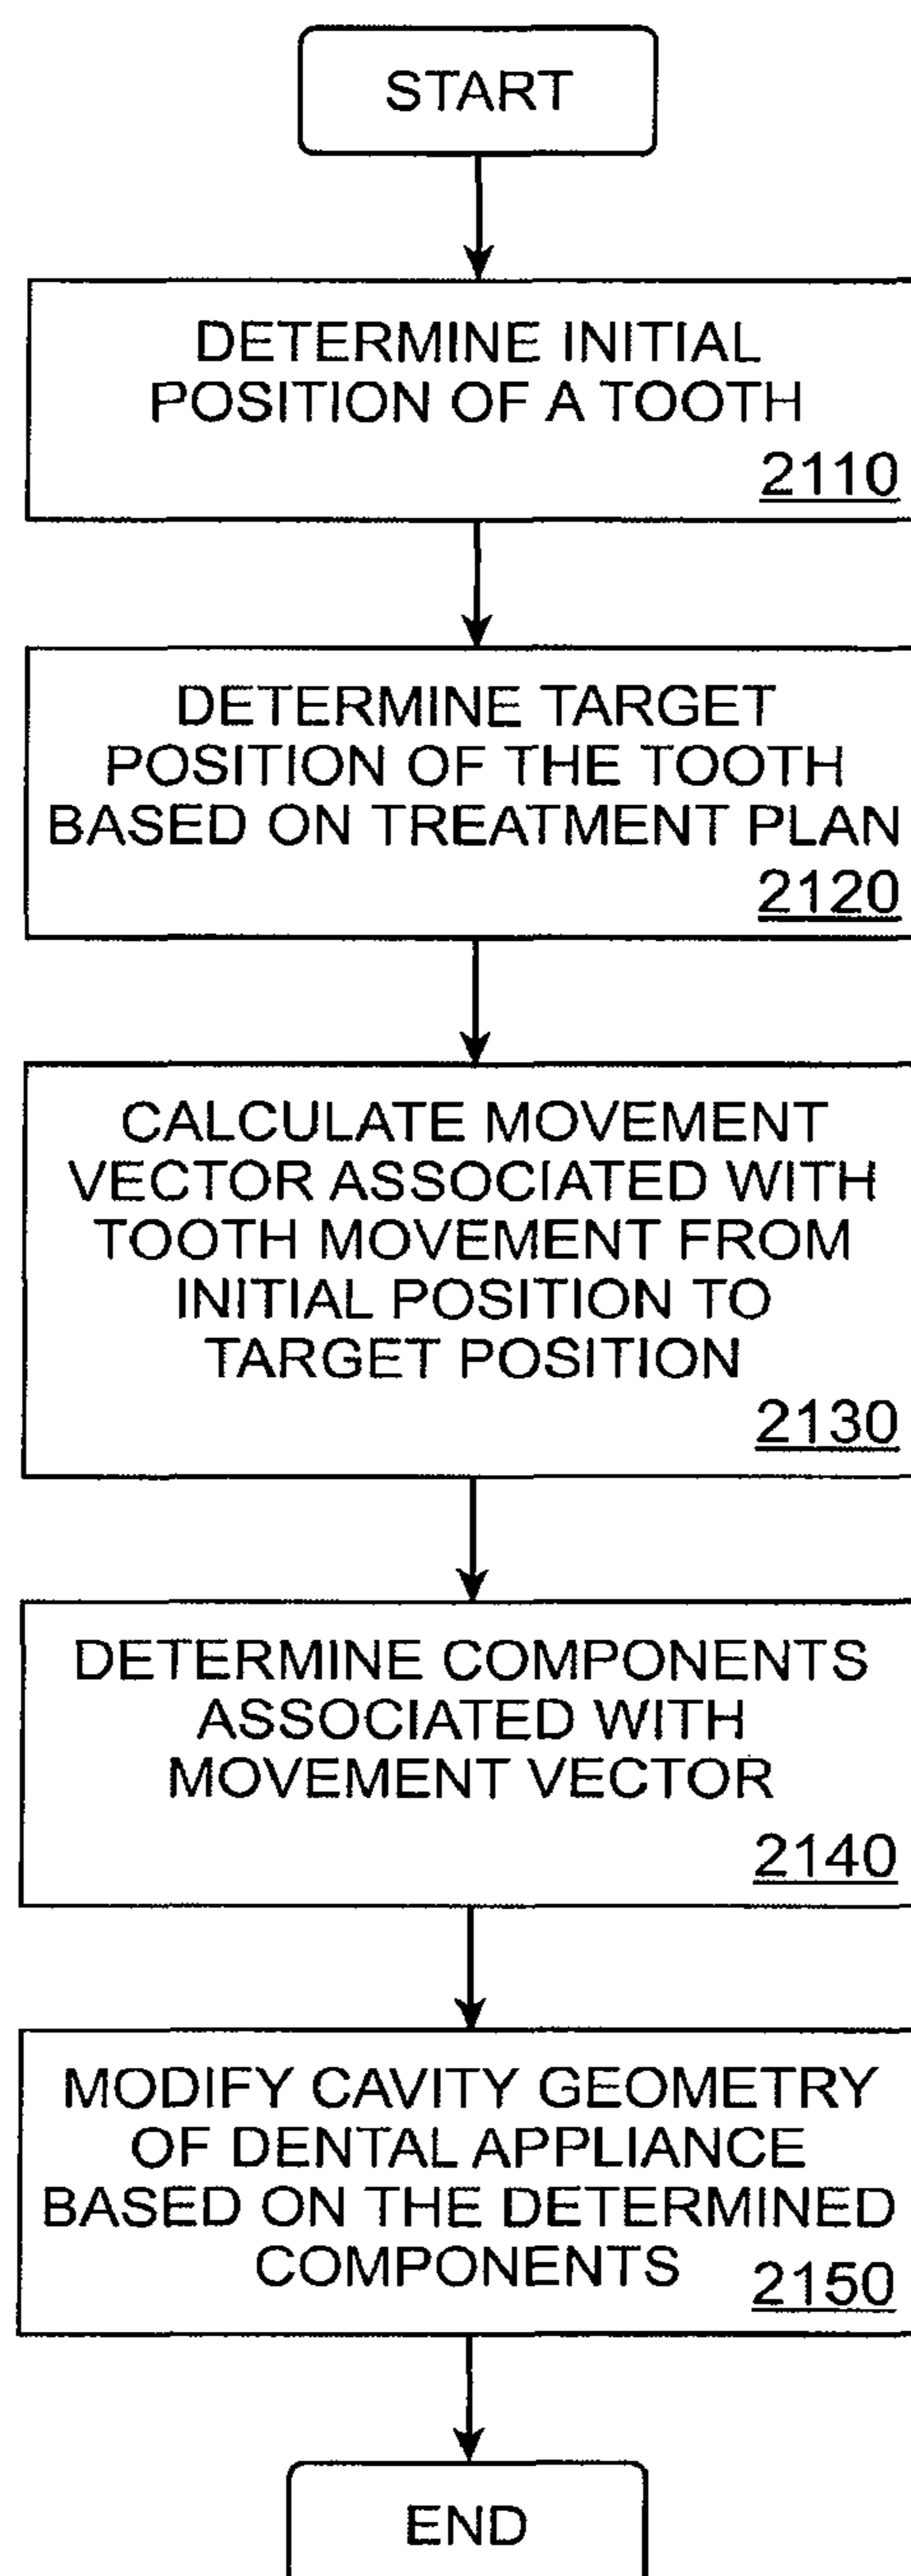 START
DETERMINE INITIAL
POSITION OF A TOOTH
2110
DETERMINE TARGET
POSITION OF THE TOOTH
BASED ON TREATMENT PLAN
2120
CALCULATE MOVEMENT
VECTOR ASSOCIATED WITH
TOOTH MOVEMENT FROM
INITIAL POSITION TO
TARGET POSITION
2130
DETERMINE COMPONENTS
ASSOCIATED WITH
MOVEMENT VECTOR
2140
MODIFY CAVITY GEOMETRY
OF DENTAL APPLIANCE
BASED ON THE DETERMINED
COMPONENTS 2150
END